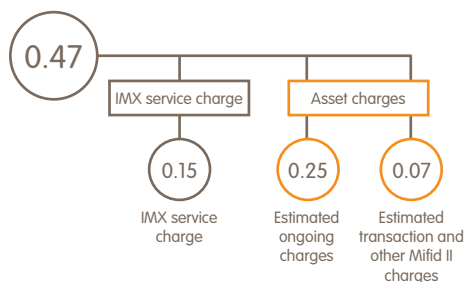 0.47
IMX service charge
Asset charges
0.15
0.25
0.07
IMX service
charge
Estimated
ongoing
charges
Estimated
transaction and
other Mifid II
charges